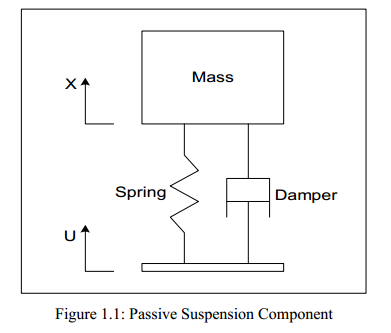 Mass
X
Spring
Damper
U
Figure 1.1: Passive Suspension Component